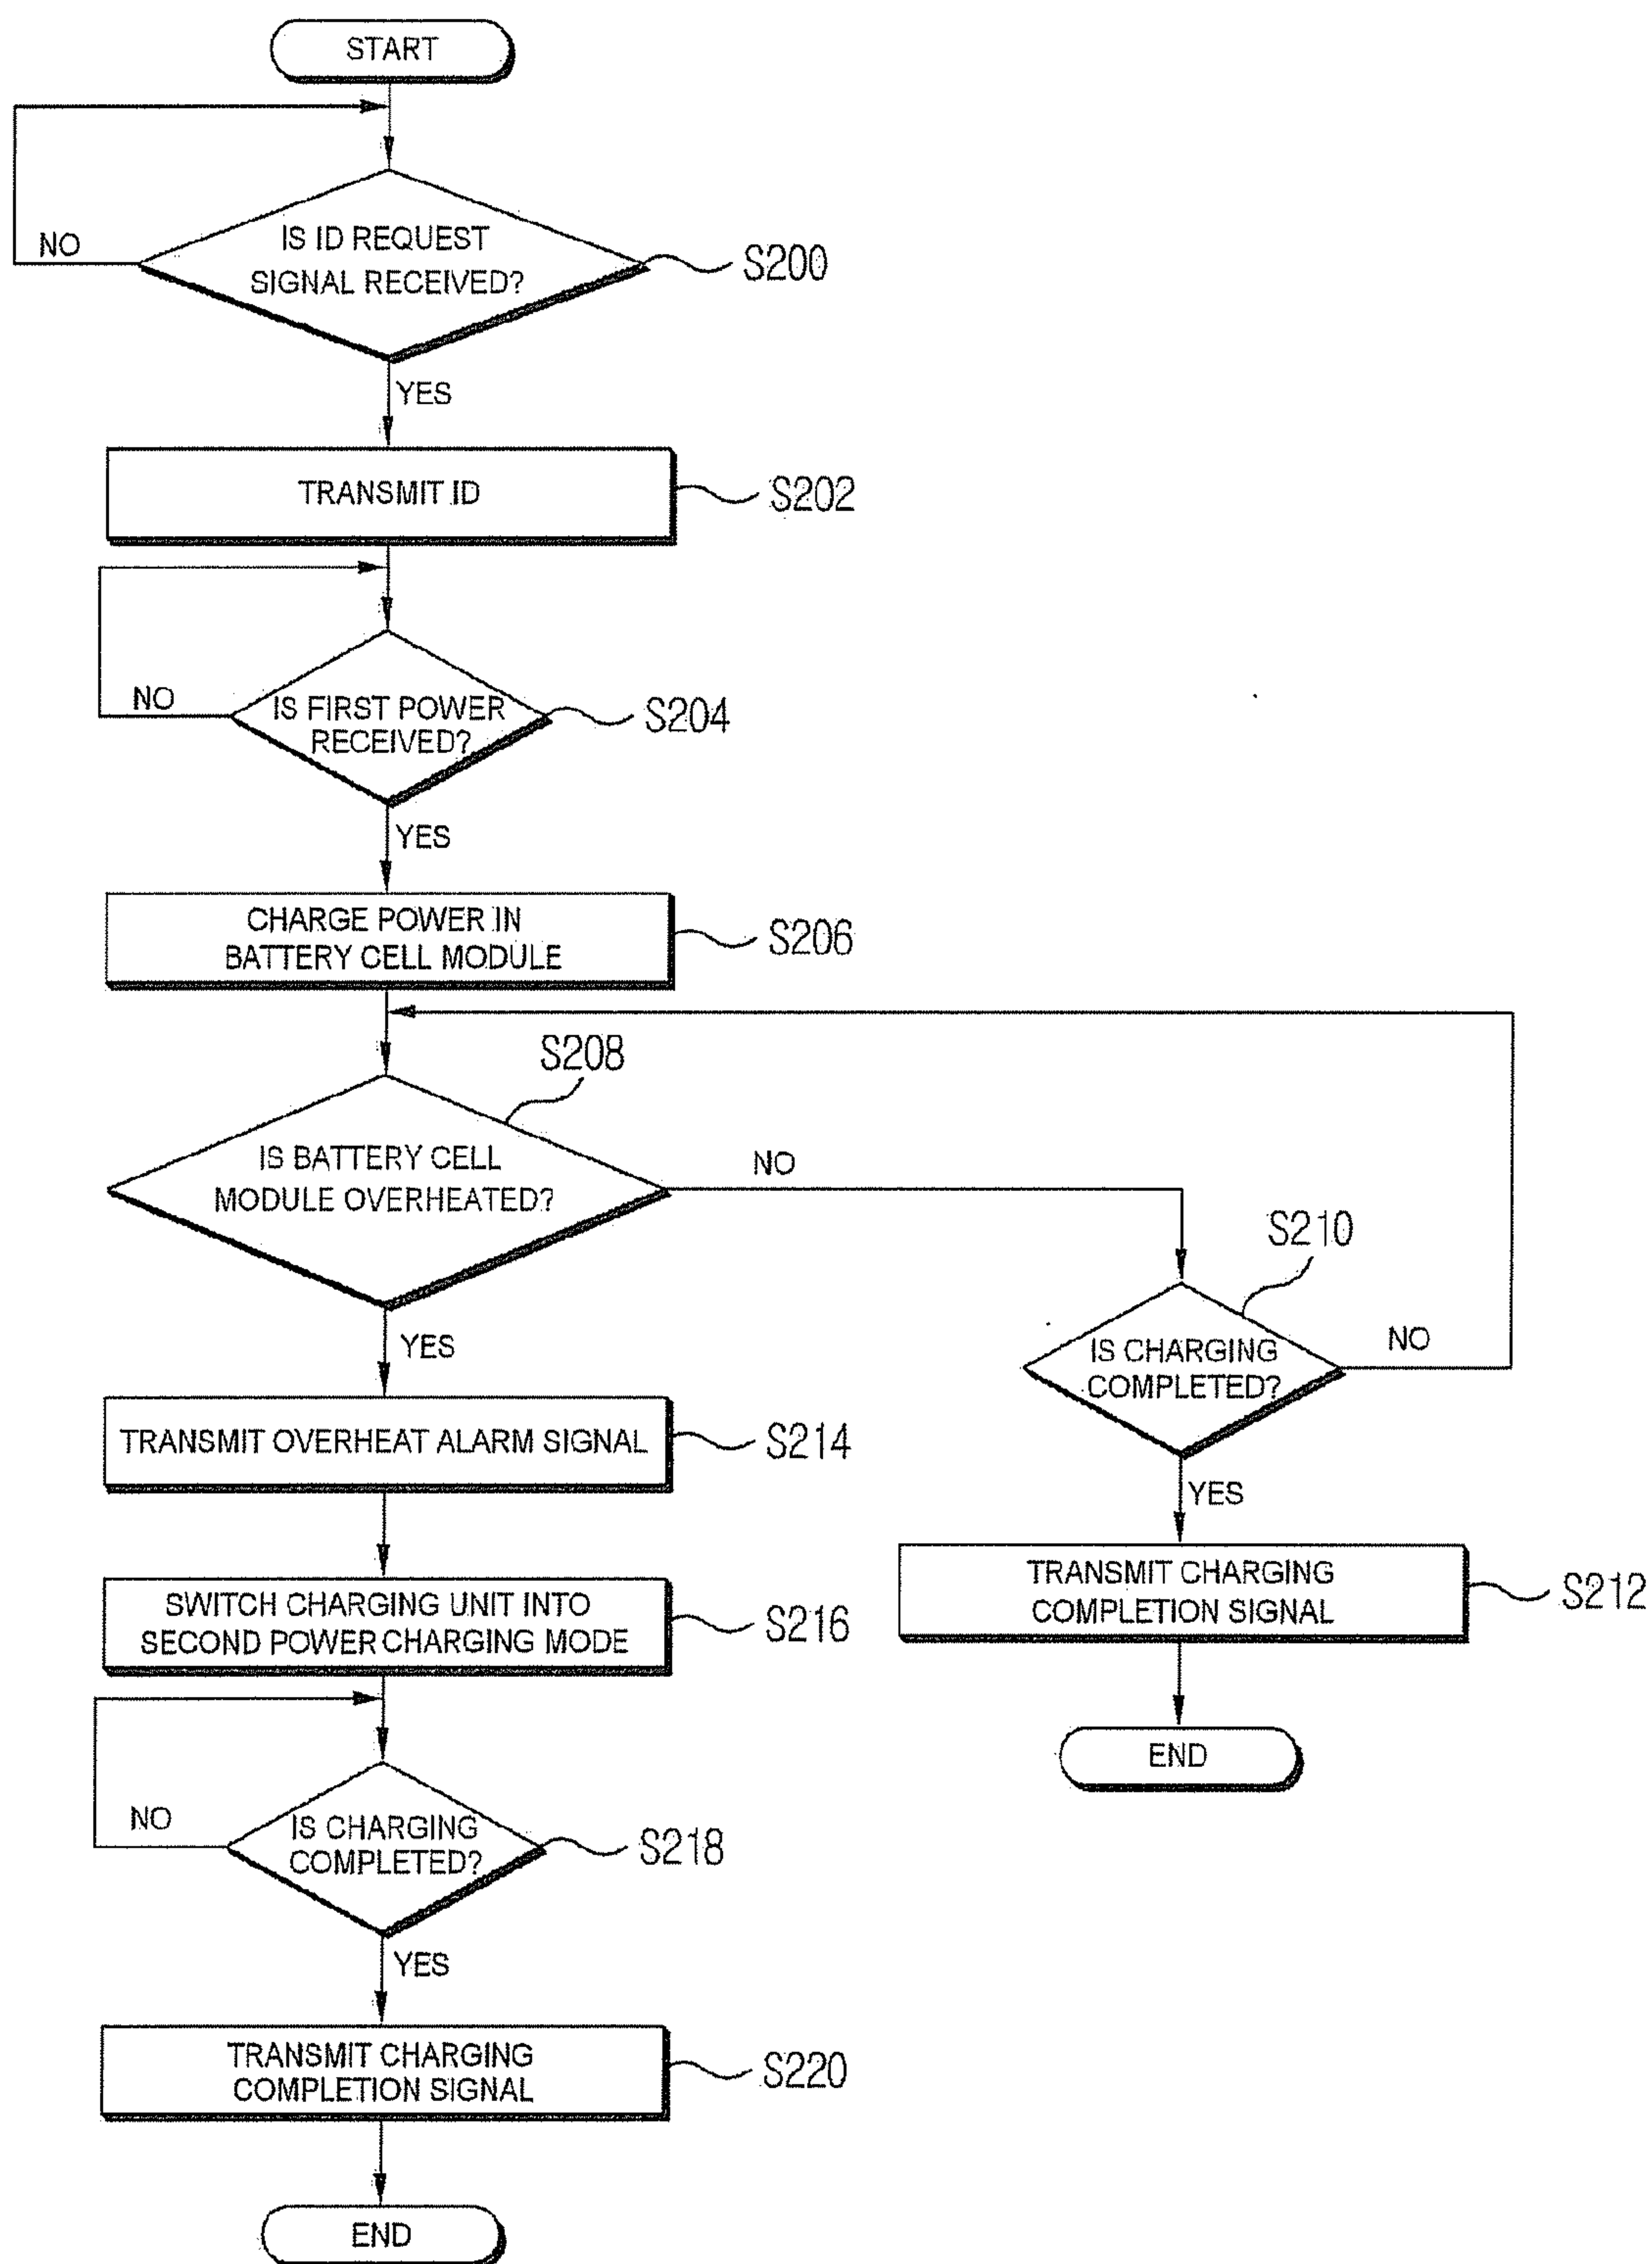 START
NO
IS ID REQUEST
SIGNAL RECEIVED?
S200
YES
TRANSMIT ID
S202
NO
IS FIRST POWER
RECEIVED?
S204
YES
CHARGE POWER IN
BATTERY CELL MODULE
S206
S208
IS BATTERY CELL
MODULE OVERHEATED?
NO
S210
IS CHARGING
COMPLETED?
NO
YES
TRANSMIT OVERHEAT ALARM SIGNAL
S214
YES
TRANSMIT CHARGING
COMPLETION SIGNAL
S212
SWITCH CHARGING UNIT INTO
SECOND POWER CHARGING MODE
S216
END
NO
IS CHARGING
COMPLETED?
S218
YES
TRANSMIT CHARGING
COMPLETION SIGNAL
S220
END